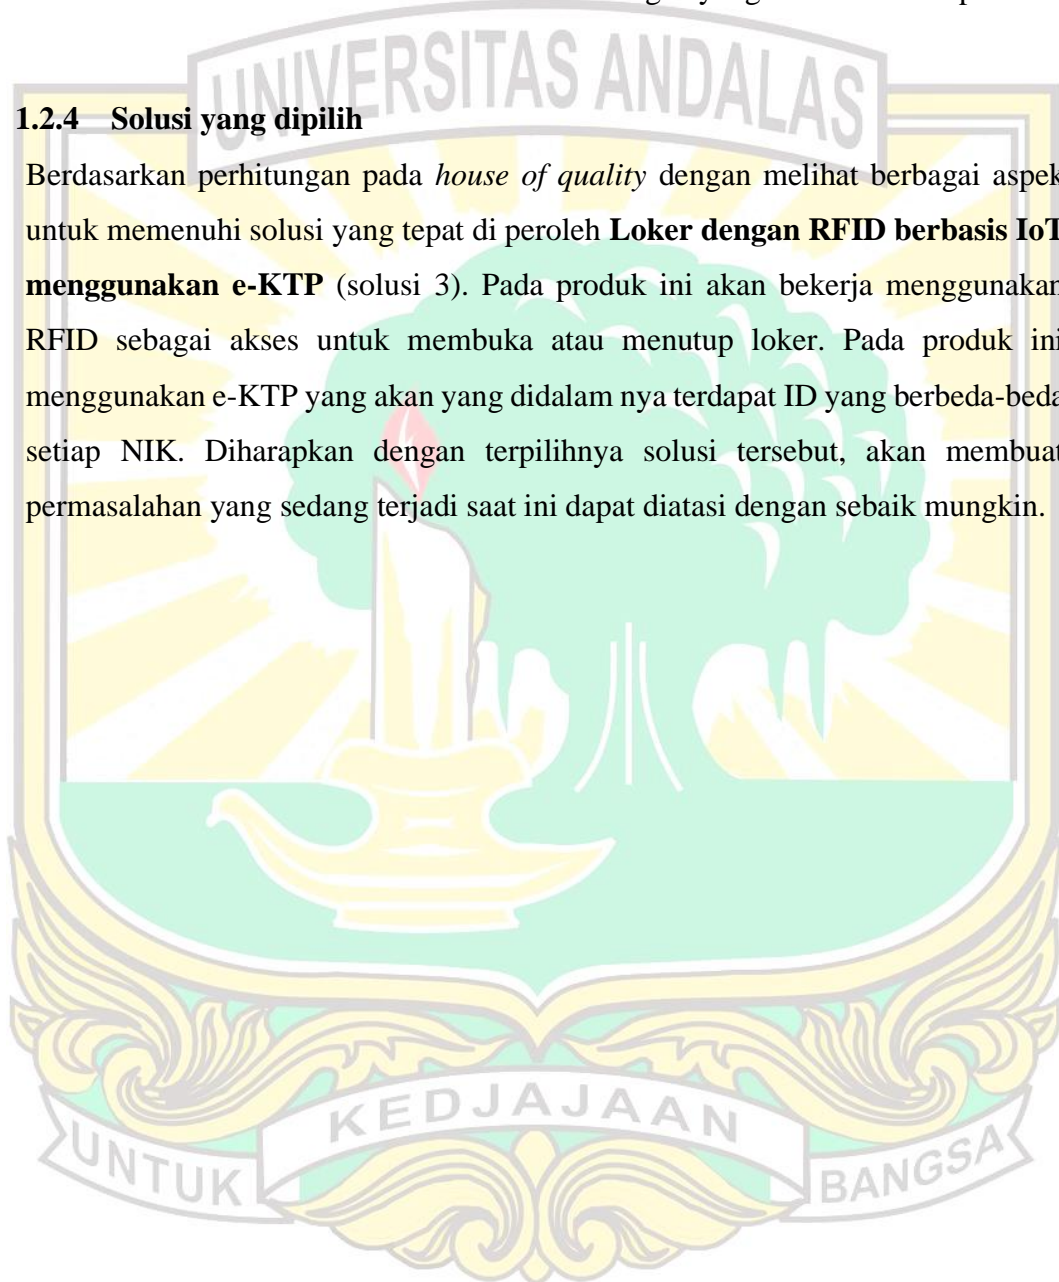 UNIVERSITAS ANDALAS
1.2.4 Solusi yang dipilih
Berdasarkan perhitungan pada house of quality dengan melihat berbagai aspek
untuk memenuhi solusi yang tepat di peroleh Loker dengan RFID berbasis IoT
menggunakan e-KTP (solusi 3). Pada produk ini akan bekerja menggunakan
RFID sebagai akses untuk membuka atau menutup loker. Pada produk ini
menggunakan e-KTP yang akan yang didalam nya terdapat ID yang berbeda-beda
setiap NIK. Diharapkan dengan terpilihnya solusi tersebut, akan membuat
permasalahan yang sedang terjadi saat ini dapat diatasi dengan sebaik mungkin.
UNTUK KEDJAJAAN BANGSA